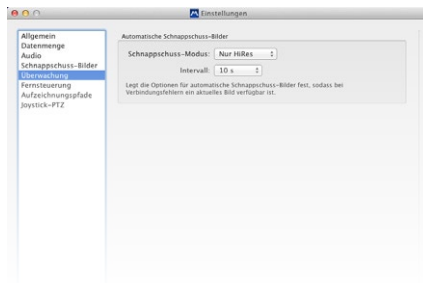 Einstellungen
Allgemein
Datenmenge
Audio
Schnappschuss-Bilder
Überwachung
Fernsteuerung
Aufzeichnungspfade
Joystick-PTZ
Automatische Schnappschuss-Bilder
Schnappschuss-Modus: Nur HiRes
Intervall: 10 s
Legt die Optionen für automatische Schnappschuss-Bilder fest, sodass bei
Verbindungsfehlern ein aktuelles Bild verfügbar ist.